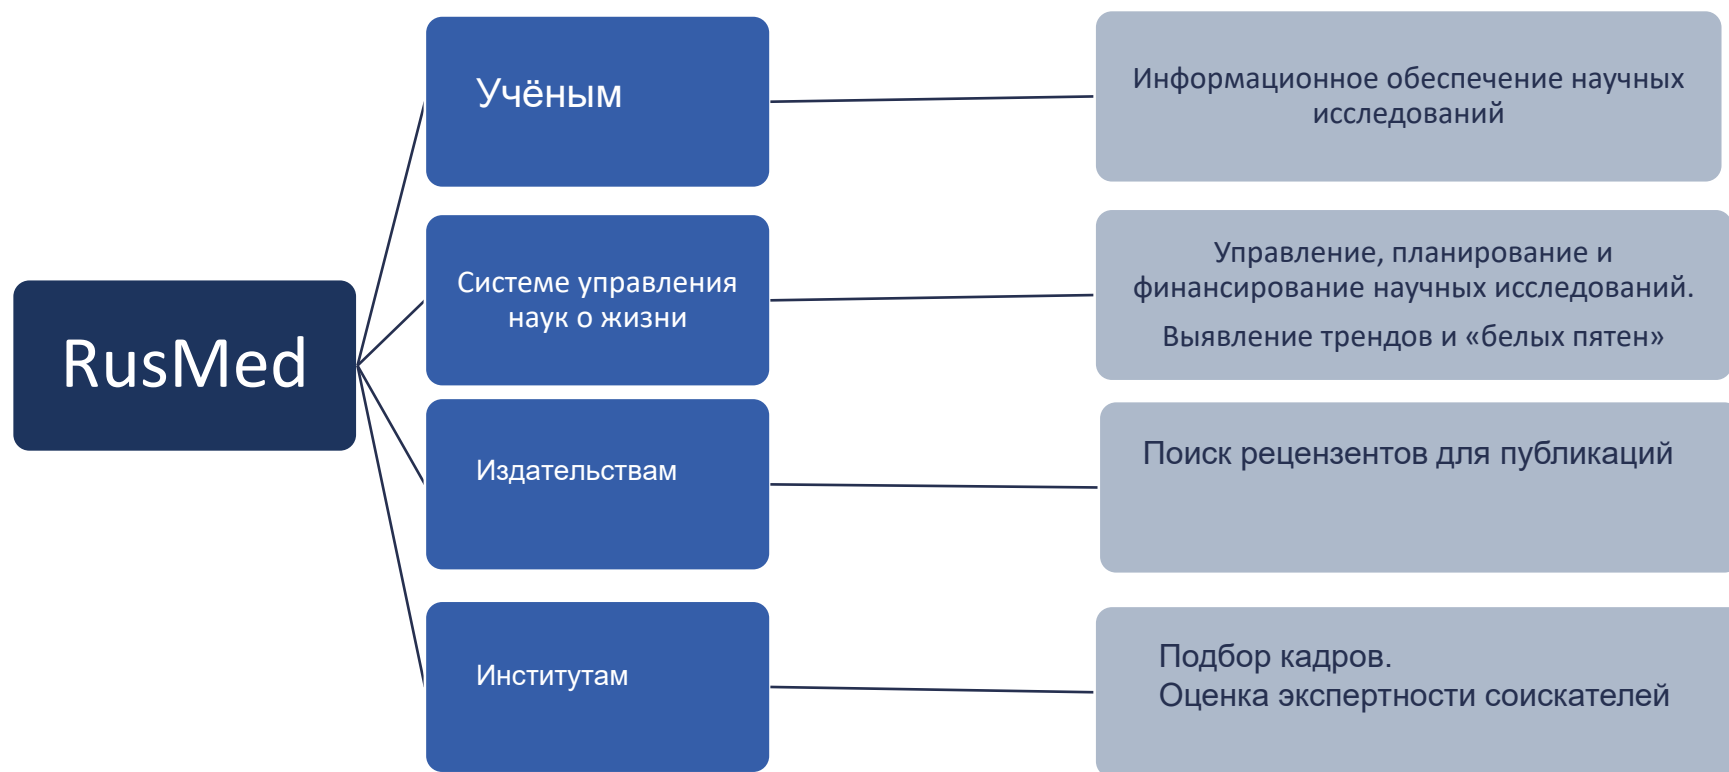 RusMed
Учёным
Информационное обеспечение научных
исследований
Системе управления
наук о жизни
Управление, планирование и
финансирование научных исследований.
Выявление трендов и «белых пятен»
Издательствам
Поиск рецензентов для публикаций
Институтам
Подбор кадров.
Оценка экспертности соискателей